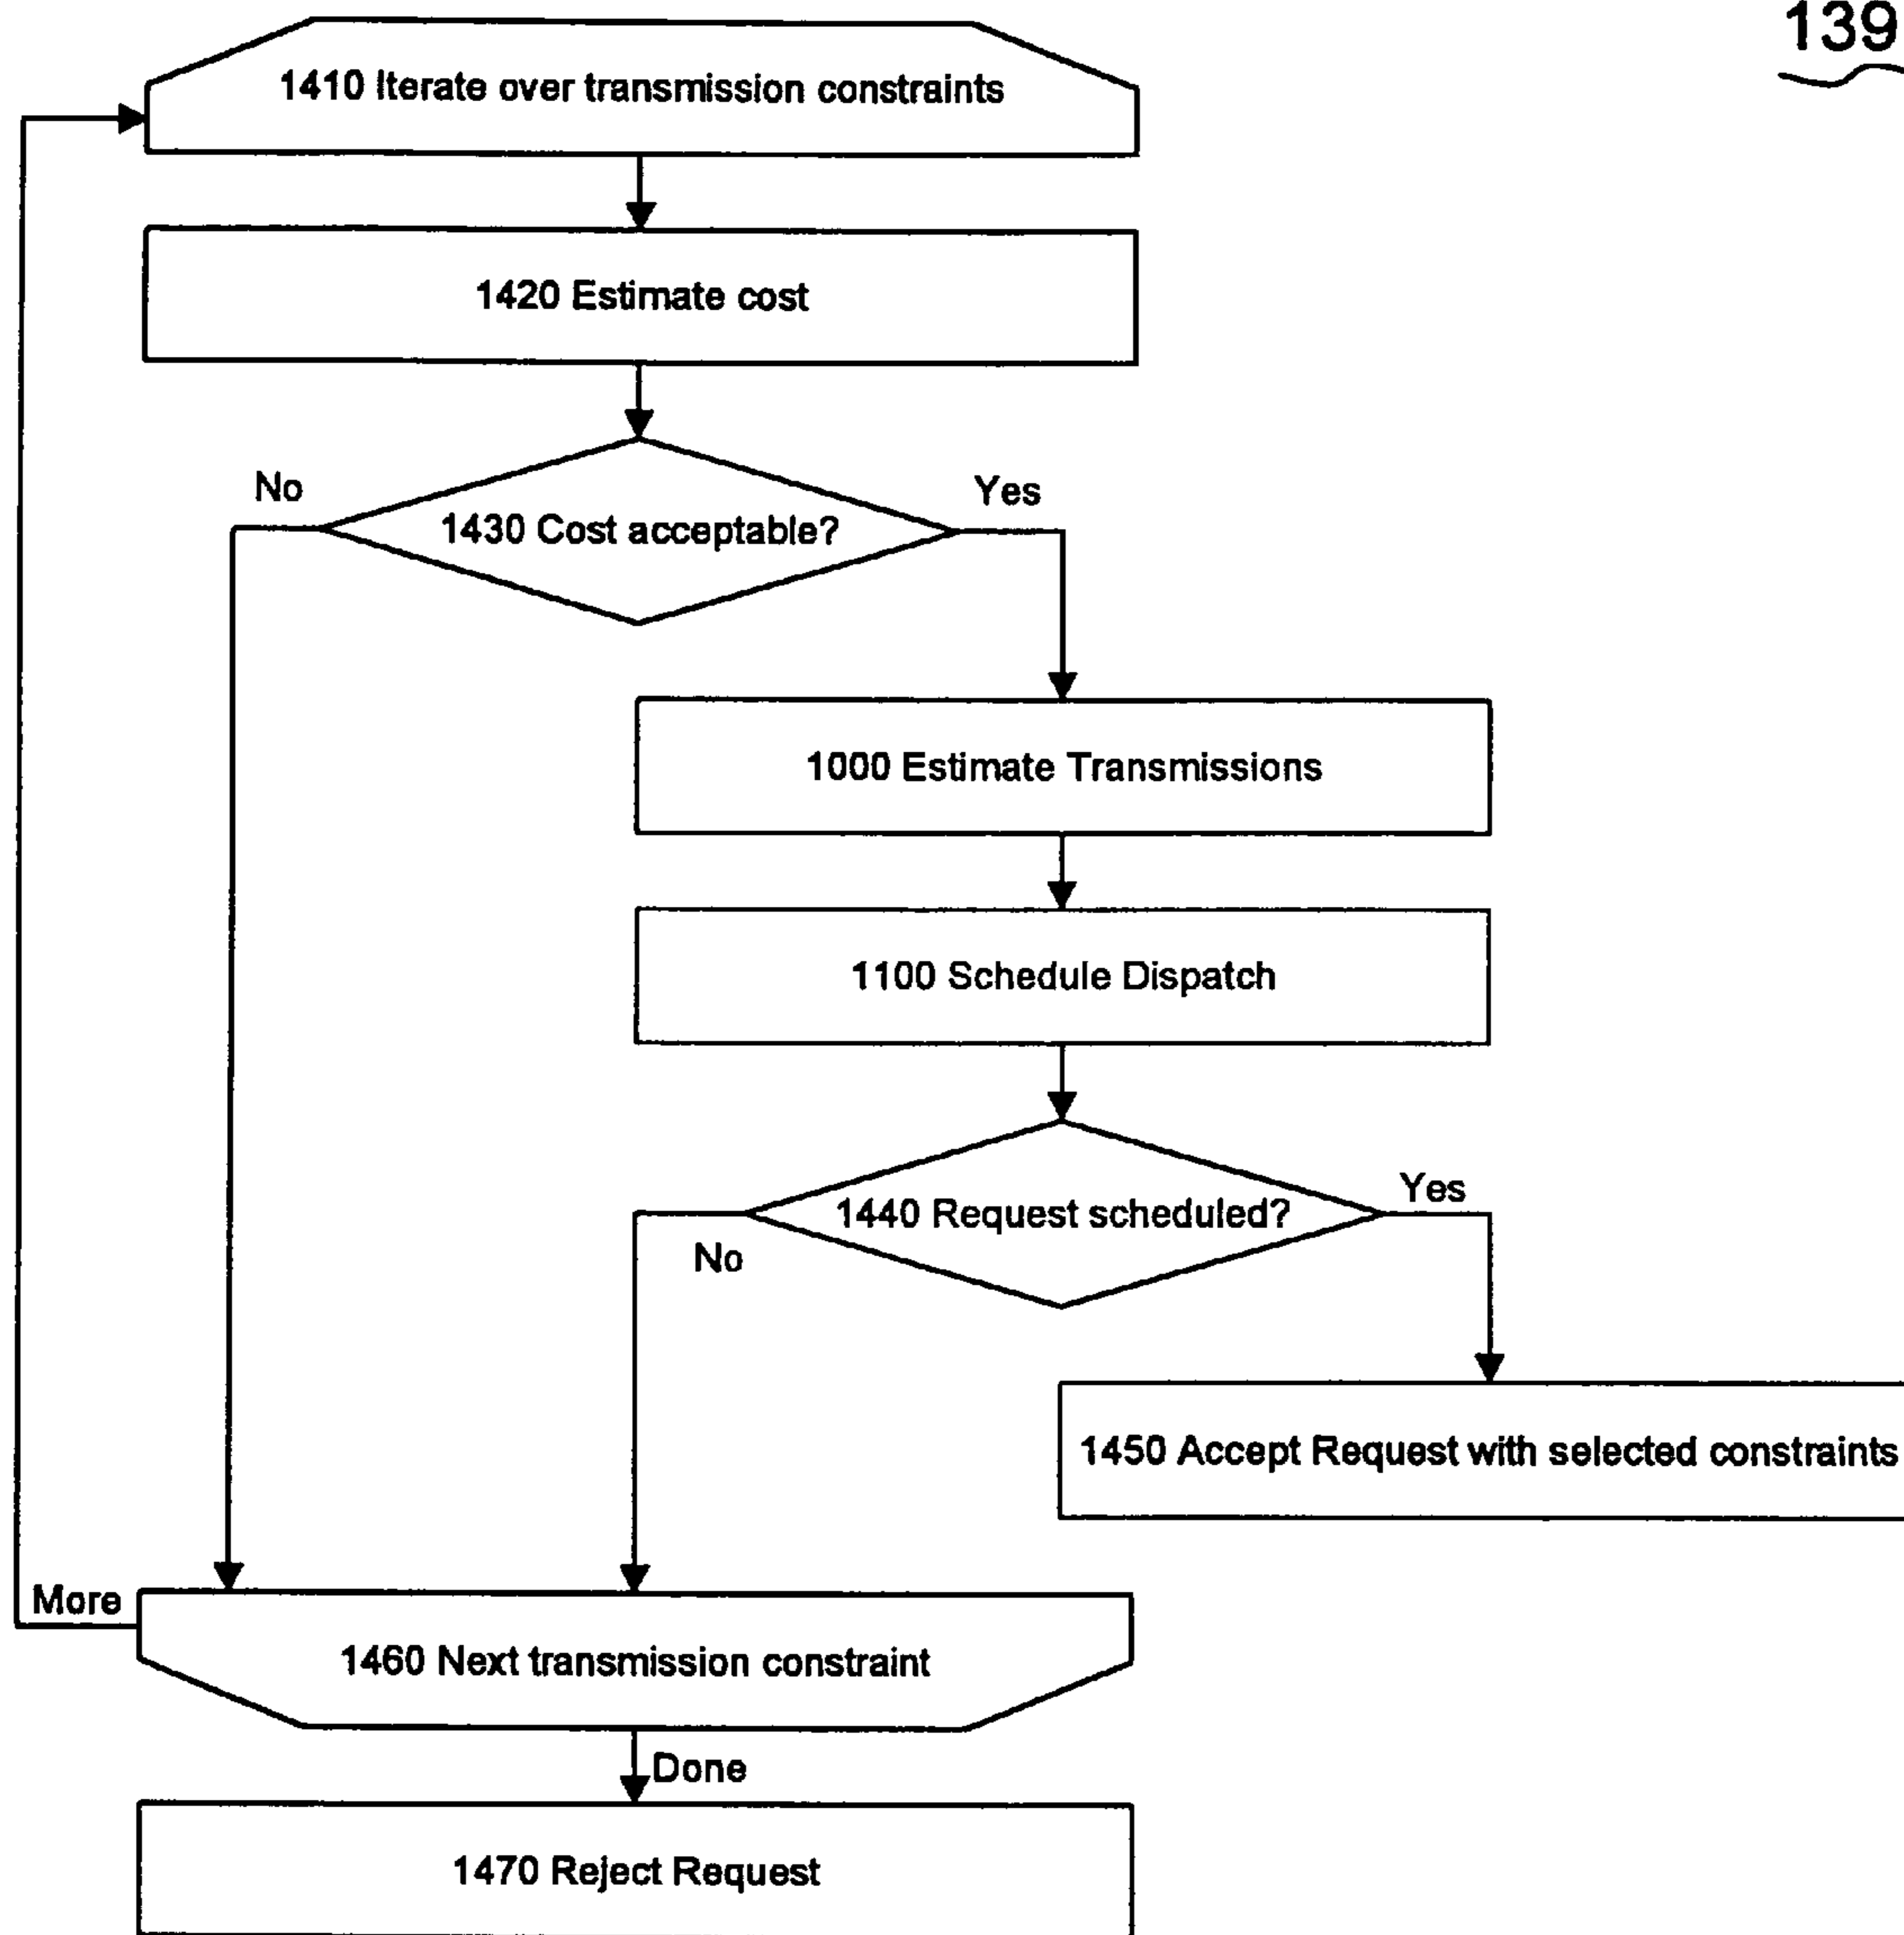 139
1410 Iterate over transmission constraints
1420 Estimate cost
No
Yes
1430 Cost acceptable?
1000 Estimate Transmissions
1100 Schedule Dispatch
1440 Request scheduled?
Yes
No
1450 Accept Request with selected constraints
More
1460 Next transmission constraint
Done
1470 Reject Request